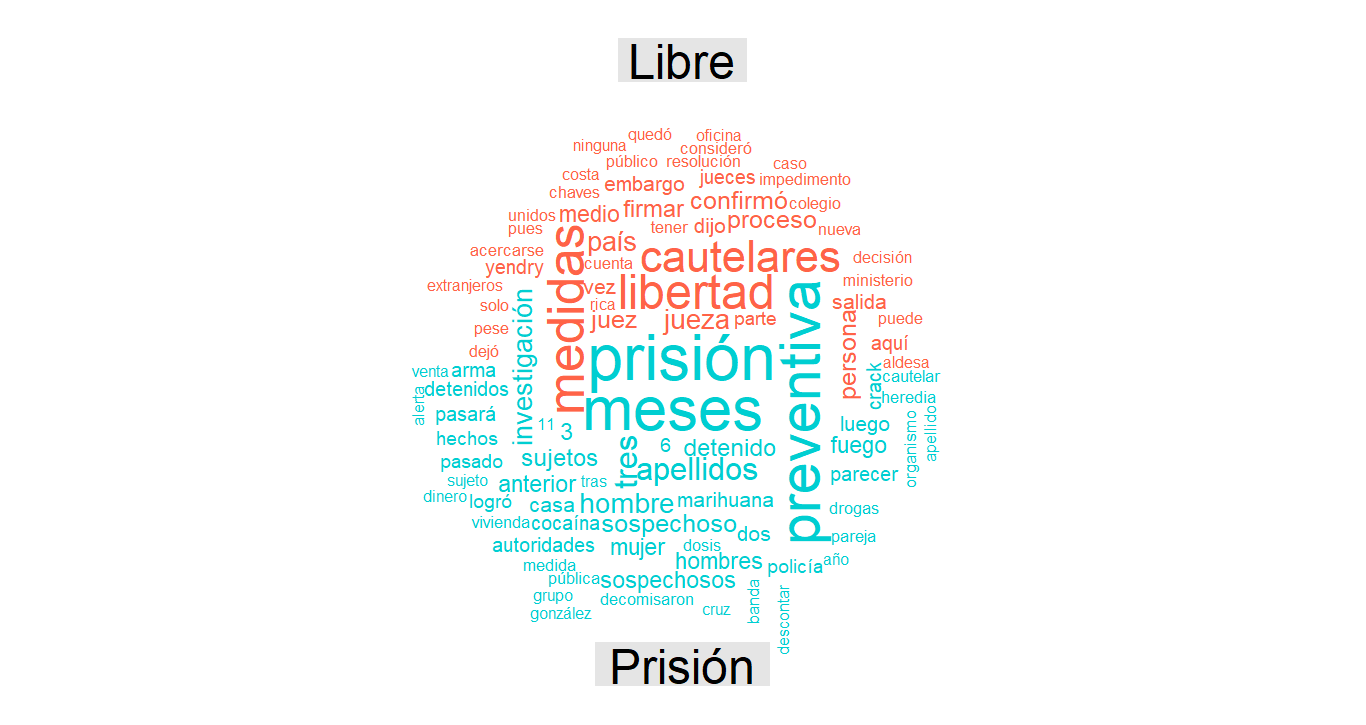 Libre
quedó
oficina
ninguna
consideró
público
resolución
caso
costa
embargo
jueces
impedimento
chaves
confirmó
colegio
unidos
medio
firmar
proceso
pues
tener
dijo
nueva
acercarse
país
cautelares
decisión
yendry
cuenta
ministerio
extranjeros
medidas
vez
libertad
salida
solo
rica
pese
juez
jueza
parte
persona
puede
dejó
aquí
aldesa
investigación
prisión
preventiva
venta
arma
crack
cautelar
alerta
detenidos
meses
heredia
pasará
11
3
luego
organismo
apellido
hechos
6
detenido
fuego
pasado
sujetos
tres
apellidos
parecer
sujeto
anterior
tras
dinero
logró
casa
hombre
marihuana
drogas
vivienda
cocaína
sospechoso
dos
pareja
autoridades
mujer
dosis
medida
hombres
policía
año
pública
sospechosos
grupo
decomisaron
banda
descontar
gonzález
cruz
Prisión